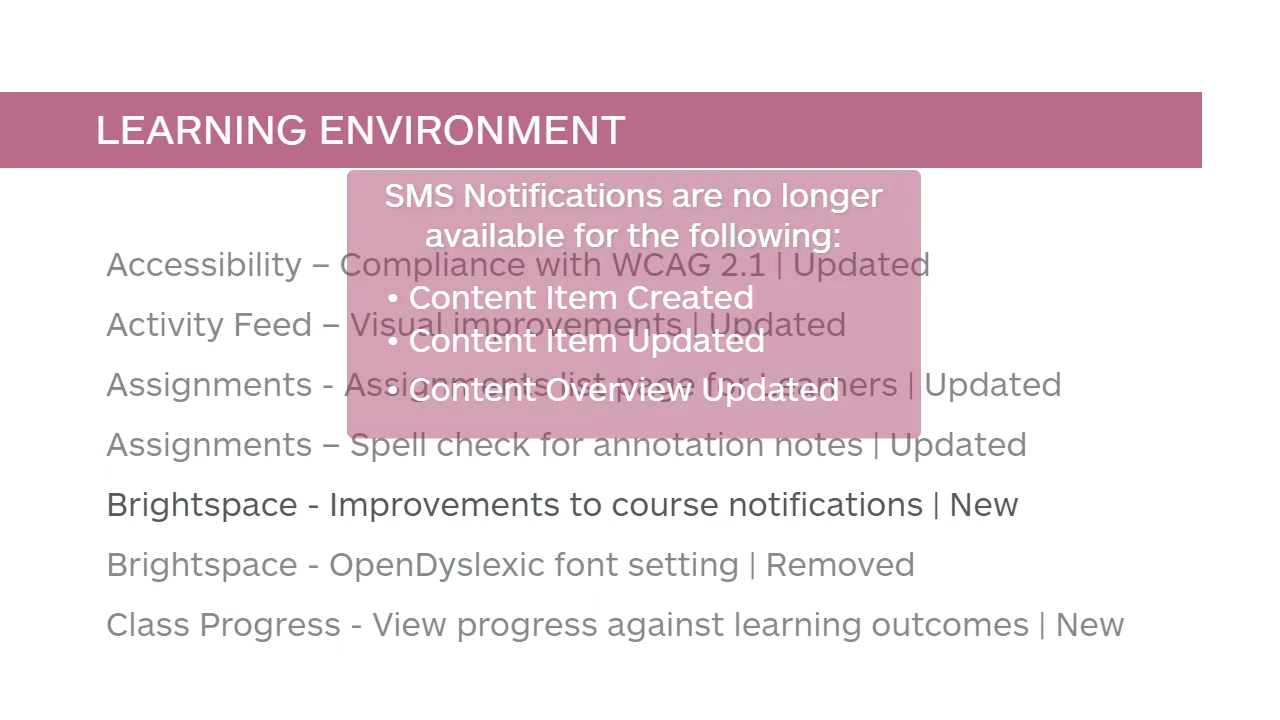 LEARNING ENVIRONMENT
SMS Notifications are no longer
available for the following:
• Content Item Created
• Content Item Updated
• Content Overview Updated
Accessibility – Compliance with WCAG 2.1 | Updated
Activity Feed – Visual improvements | Updated
Assignments - Assignments list page for Learners | Updated
Assignments – Spell check for annotation notes | Updated
Brightspace - Improvements to course notifications | New
Brightspace - OpenDyslexic font setting | Removed
Class Progress - View progress against learning outcomes | New